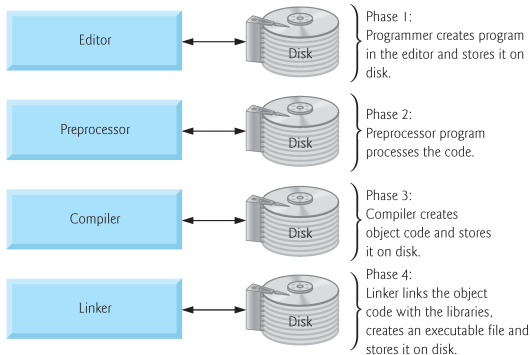 Editor
Disk
Phase 1:
Programmer creates program
in the editor and stores it on
disk.
Preprocessor
Disk
Phase 2:
Preprocessor program
processes the code.
Compiler
Disk
Phase 3:
Compiler creates
object code and stores
it on disk.
Linker
Disk
Phase 4:
Linker links the object
code with the libraries,
creates an executable file and
stores it on disk.